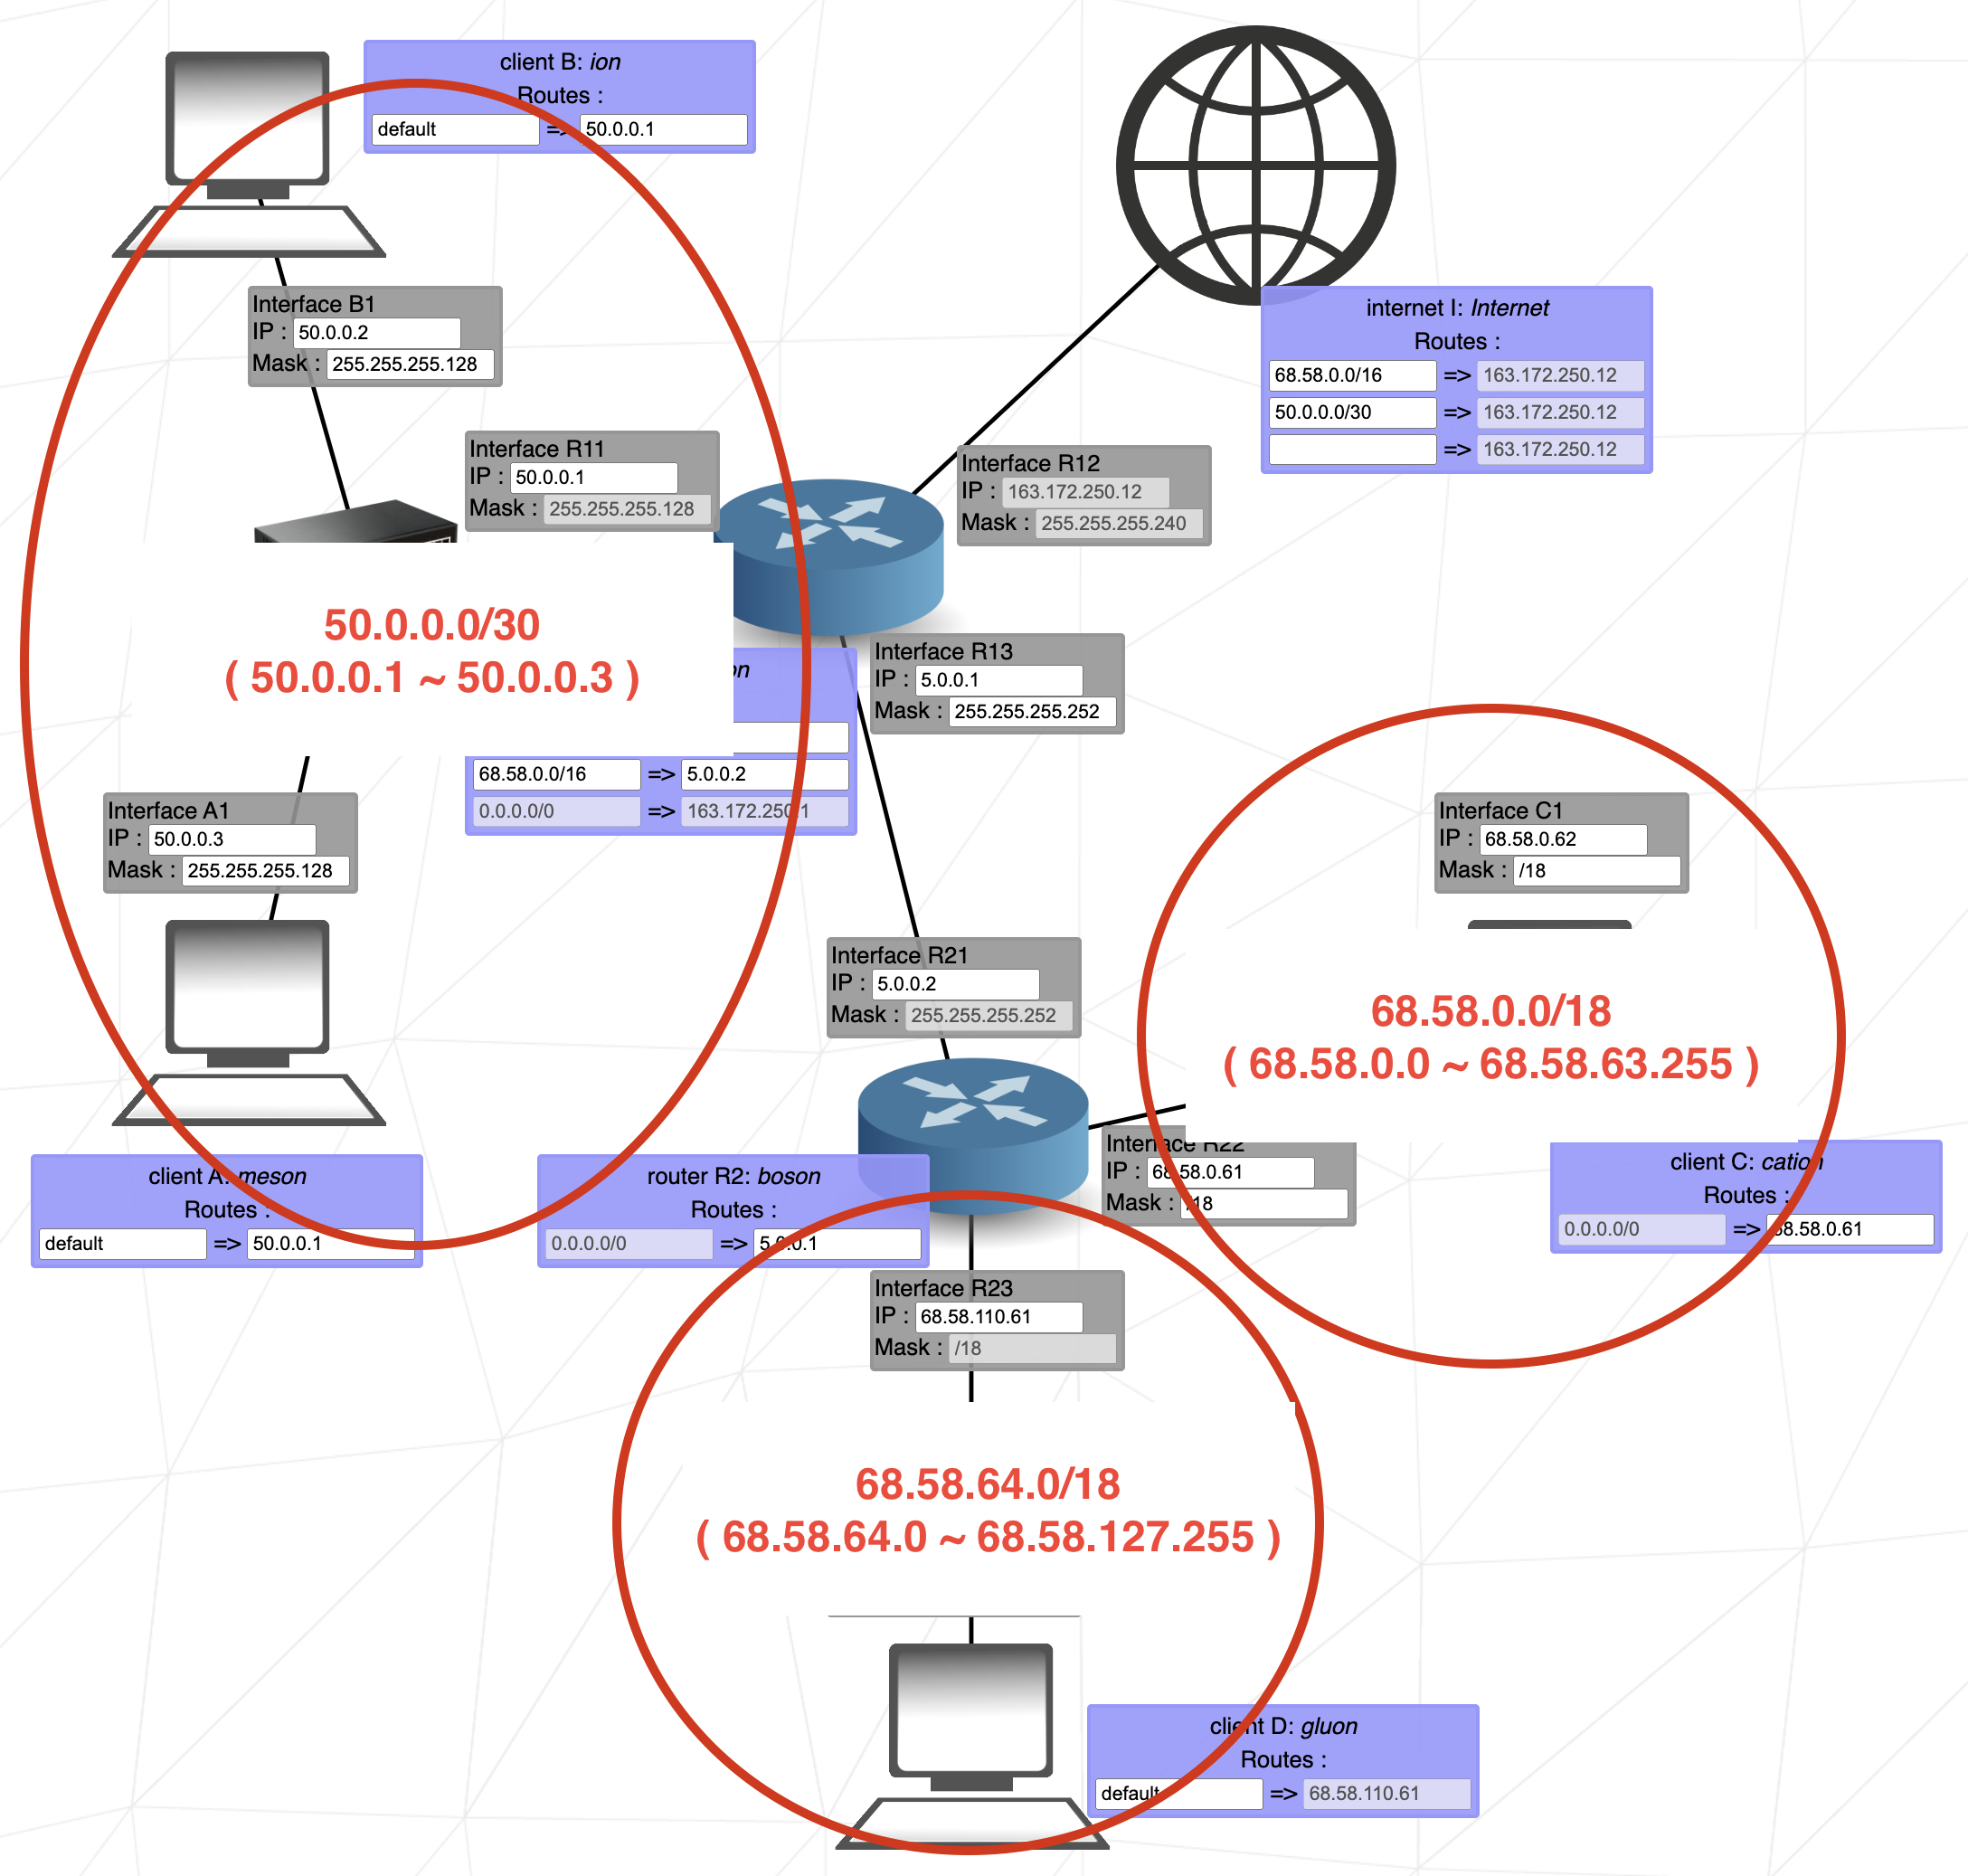 client B: ion
Routes :
default => 50.0.0.1
Interface B1
IP : 50.0.0.2
Mask : 255.255.255.128
internet I: Internet
Routes :
68.58.0.0/16 => 163.172.250.12
50.0.0.0/30 => 163.172.250.12
=> 163.172.250.12
Interface R11
IP : 50.0.0.1
Mask : 255.255.255.128
Interface R12
IP : 163.172.250.12
Mask : 255.255.255.240
50.0.0.0/30
( 50.0.0.1 ~ 50.0.0.3 )
Interface R13
IP : 5.0.0.1
Mask : 255.255.255.252
68.58.0.0/16 => 5.0.0.2
0.0.0.0/0 => 163.172.250.1
Interface A1
IP : 50.0.0.3
Mask : 255.255.255.128
Interface C1
IP : 68.58.0.62
Mask : /18
Interface R21
IP : 5.0.0.2
Mask : 255.255.255.252
68.58.0.0/18
( 68.58.0.0 ~ 68.58.63.255 )
Interface R22
IP : 68.58.0.61
Mask : /18
client A: meson
Routes :
default => 50.0.0.1
router R2: boson
Routes :
0.0.0.0/0 => 5.0.0.1
client C: cation
Routes :
0.0.0.0/0 => 68.58.0.61
Interface R23
IP : 68.58.110.61
Mask : /18
68.58.64.0/18
( 68.58.64.0 ~ 68.58.127.255 )
client D: gluon
Routes :
default => 68.58.110.61